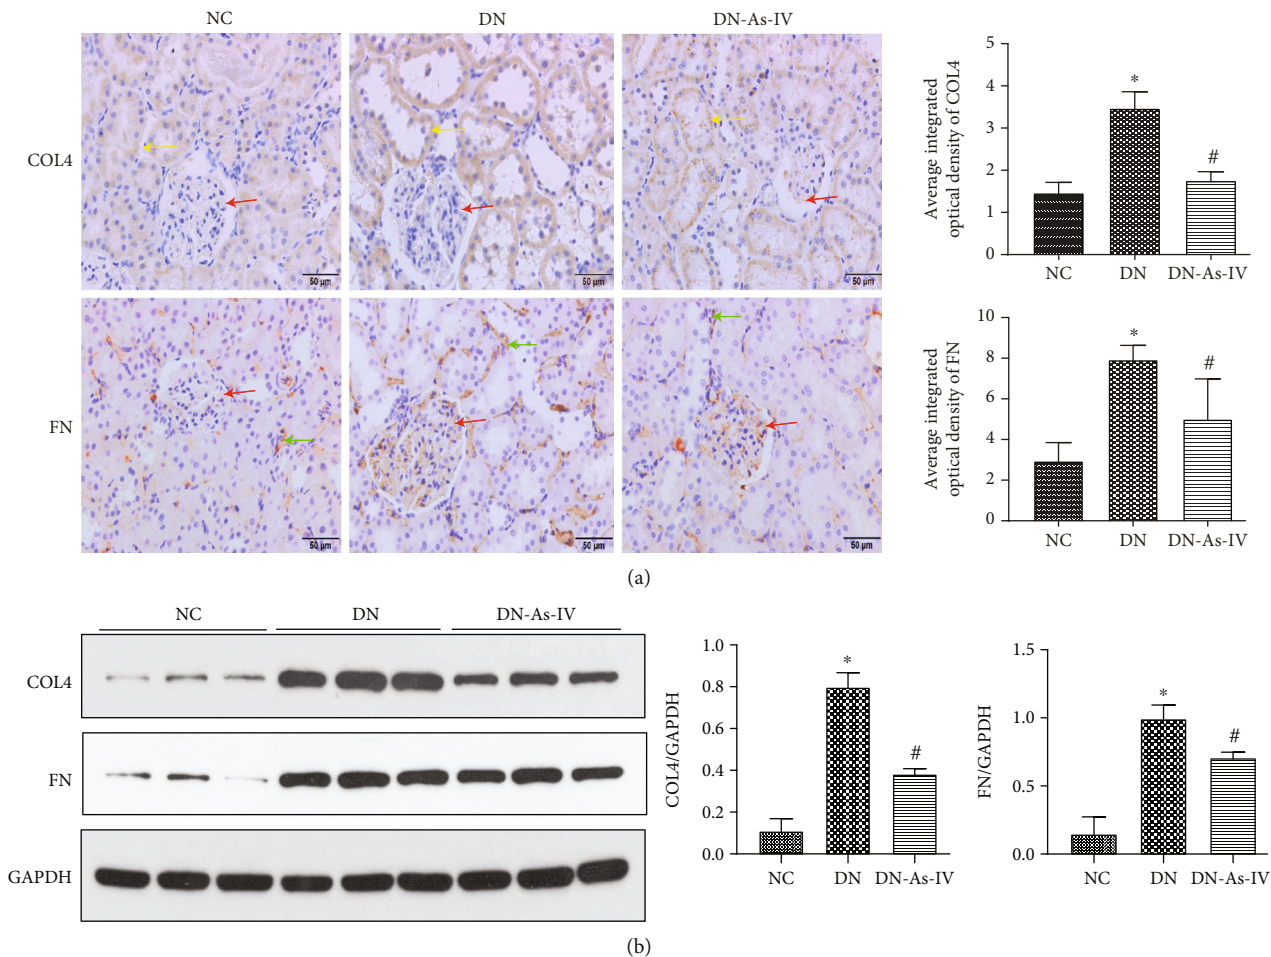 NC DN DN-As-IV
COL4
50 µm 50 µm 50 µm
FN
50 µm 50 µm 50 µm
Average integrated
optical density of COL4
5
4
3
2
1
0
*
#
NC DN DN-As-IV
Average integrated
optical density of FN
10
8
6
4
2
0
*
#
NC DN DN-As-IV
(a)
NC DN DN-As-IV
COL4
FN
GAPDH
COL4/GAPDH
1.0
0.8
0.6
0.4
0.2
0.0
*
#
NC DN DN-As-IV
FN/GAPDH
1.5
1.0
0.5
0.0
*
#
NC DN DN-As-IV
(b)